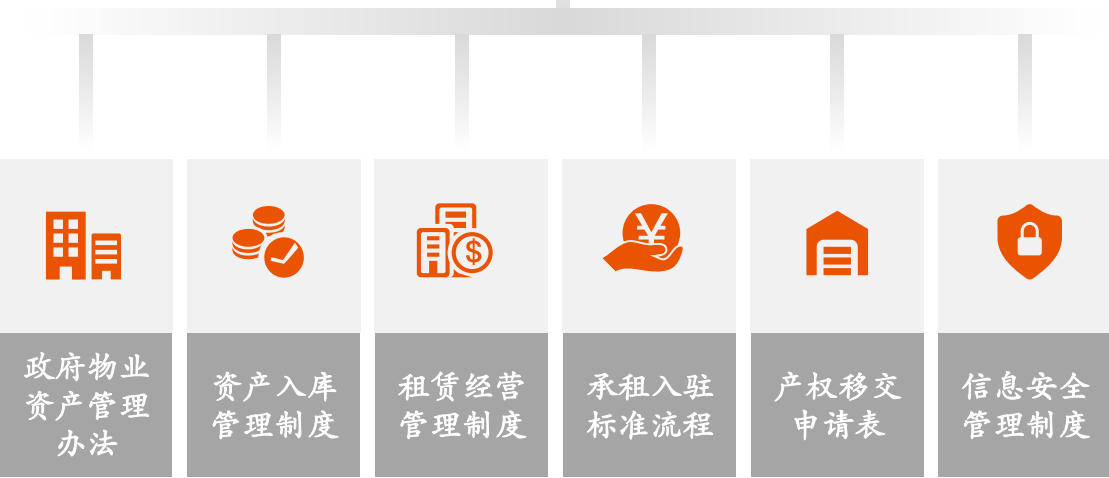 政府物业
资产管理
办法
资产入库
管理制度
租赁经营
管理制度
承租入驻
标准流程
产权移交
申请表
信息安全
管理制度